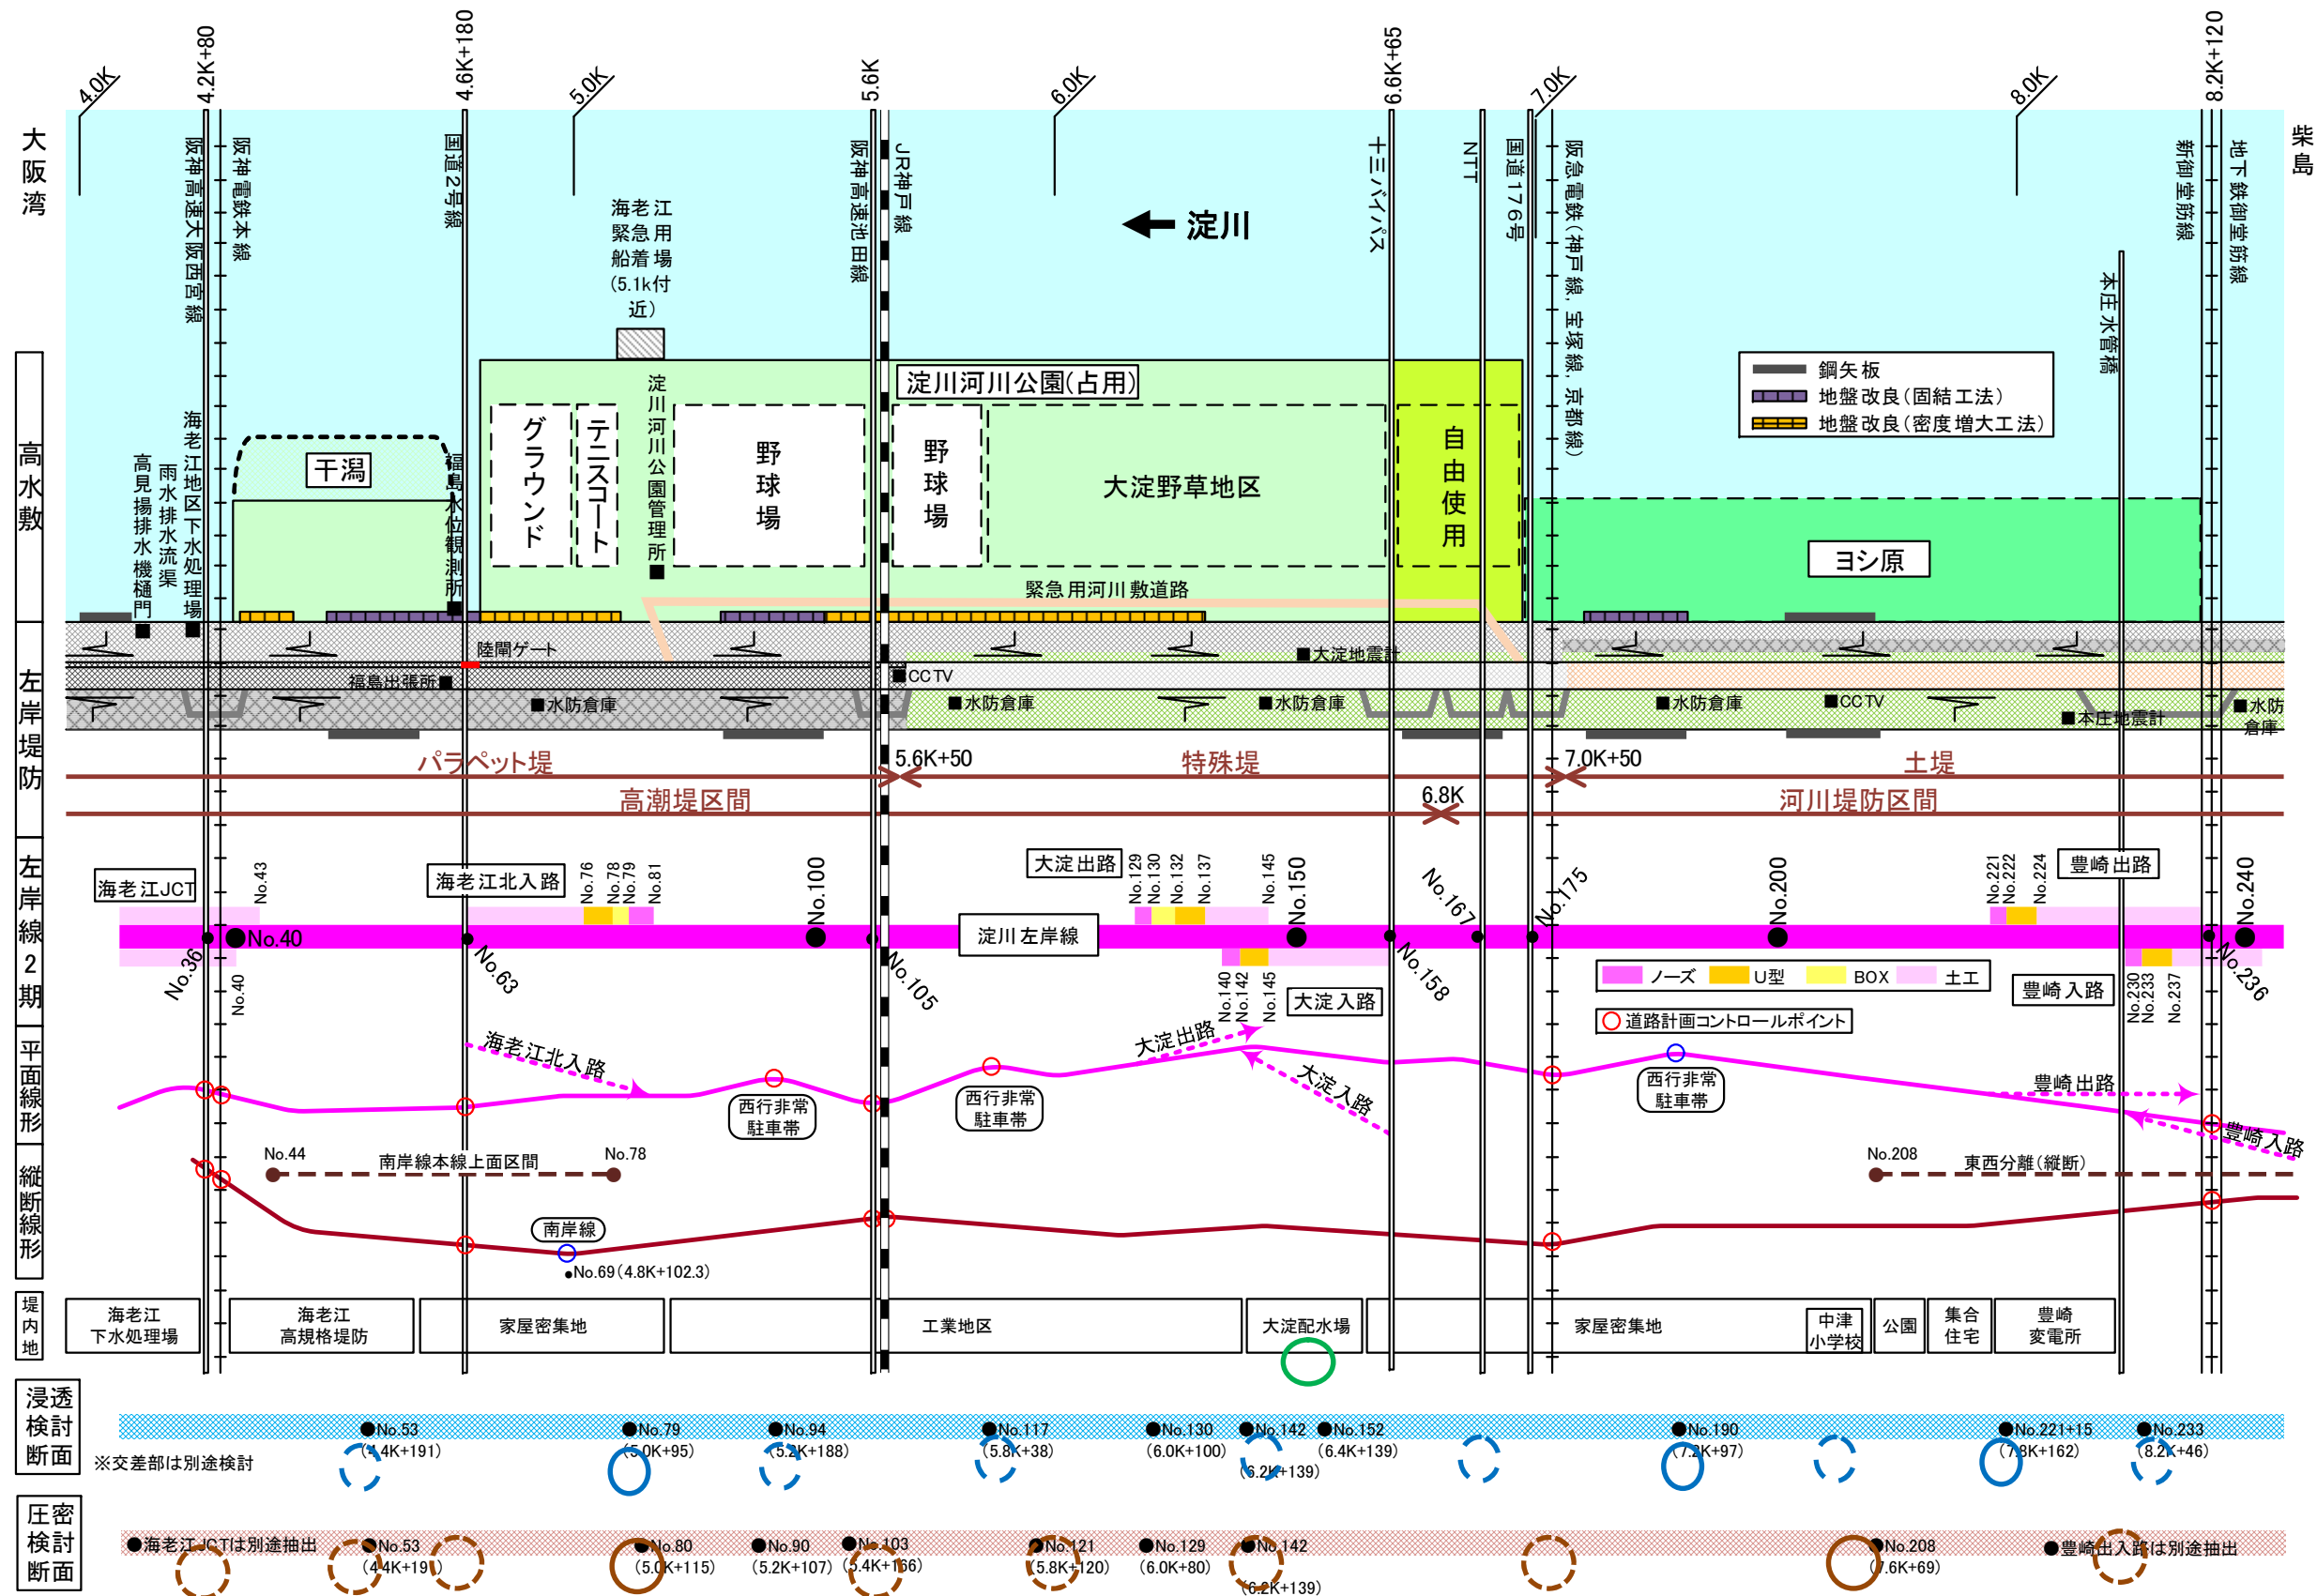 4.0K
4.2K+80
4.6K+180
5.0K
5.6K
6.0K
6.6K+65
7.0K
8.0K
8.2K+120
大阪湾
柴島
阪神高速大阪西宮線
阪神電鉄本線
国道2号線
阪神高速池田線
JR神戸線
十三バイパス
NTT
国道176号
阪急電鉄(神戸線,宝塚線,京都線)
本庄水管橋
新御堂筋線
地下鉄御堂筋線
← 淀川
海老江
緊急用
船着場
(5.1k付
近)
鋼矢板
地盤改良(固結工法)
地盤改良(密度増大工法)
高水敷
高見揚排水機樋門
雨水排水流渠
海老江地区下水処理場
干潟
福島水位観測所
グラウンド
テニスコート
淀川河川公園管理所
野球場
淀川河川公園(占用)
野球場
大淀野草地区
自由使用
ヨシ原
緊急用河川敷道路
左岸堤防
陸閘ゲート
福島出張所
水防倉庫
CCTV
大淀地震計
水防倉庫
水防倉庫
水防倉庫
CCTV
本庄地震計
水防
倉庫
パラペット堤
5.6K+50
特殊堤
7.0K+50
土堤
高潮堤区間
6.8K
河川堤防区間
左岸線2期
海老江JCT
No.43
海老江北入路
No.76
No.78
No.79
No.81
No.100
大淀出路
No.129
No.130
No.132
No.137
No.145
No.150
No.167
No.175
No.200
No.221
No.222
No.224
豊崎出路
No.240
No.40
淀川左岸線
No.36
No.40
No.63
No.105
No.140
No.142
No.145
大淀入路
No.158
ノーズ
U型
BOX
土工
豊崎入路
No.230
No.233
No.237
No.236
道路計画コントロールポイント
平面線形
海老江北入路
大淀出路
大淀入路
西行非常
駐車帯
西行非常
駐車帯
西行非常
駐車帯
豊崎出路
豊崎入路
縦断線形
No.44
南岸線本線上面区間
No.78
No.208
東西分離(縦断)
南岸線
No.69(4.8K+102.3)
堤内地
海老江
下水処理場
海老江
高規格堤防
家屋密集地
工業地区
大淀配水場
家屋密集地
中津
小学校
公園
集合
住宅
豊崎
変電所
浸透
検討
断面
No.53
(4.4K+191)
No.79
(5.0K+95)
No.94
(5.2K+188)
No.117
(5.8K+38)
No.130
(6.0K+100)
No.142
(6.2K+139)
No.152
(6.4K+139)
No.190
(7.2K+97)
No.221+15
(7.8K+162)
No.233
(8.2K+46)
※交差部は別途検討
圧密
検討
断面
●海老江JCTは別途抽出
No.53
(4.4K+191)
No.80
(5.0K+115)
No.90
(5.2K+107)
No.103
(5.4K+166)
No.121
(5.8K+120)
No.129
(6.0K+80)
No.142
(6.2K+139)
No.208
(7.6K+69)
●豊崎出入路は別途抽出